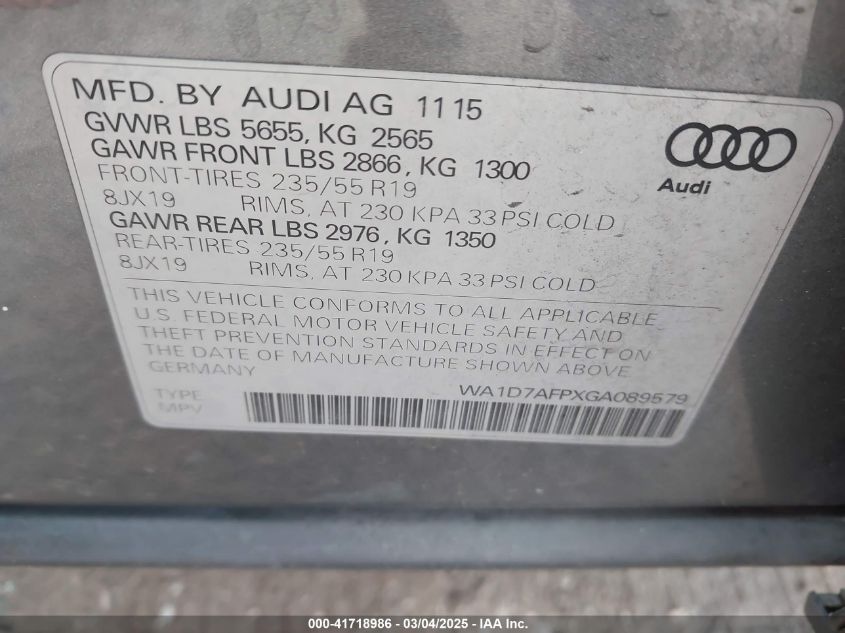 MFD. BY AUDI AG 11 15
GVWR LBS 5655, KG 2565
GAWR FRONT LBS 2866, KG 1300
FRONT-TIRES 235/55 R19
8JX19 RIMS, AT 230 KPA 33 PSI COLD
GAWR REAR LBS 2976, KG 1350
REAR-TIRES 235/55 R19
8JX19 RIMS, AT 230 KPA 33 PSI COLD
Audi
THIS VEHICLE CONFORMS TO ALL APPLICABLE
U.S. FEDERAL MOTOR VEHICLE SAFETY AND
THEFT PREVENTION STANDARDS IN EFFECT ON
THE DATE OF MANUFACTURE SHOWN ABOVE
GERMANY
WA1D7AFPXGA089579
TYPE
MPV
000-41718986 - 03/04/2025 - IAA Inc.